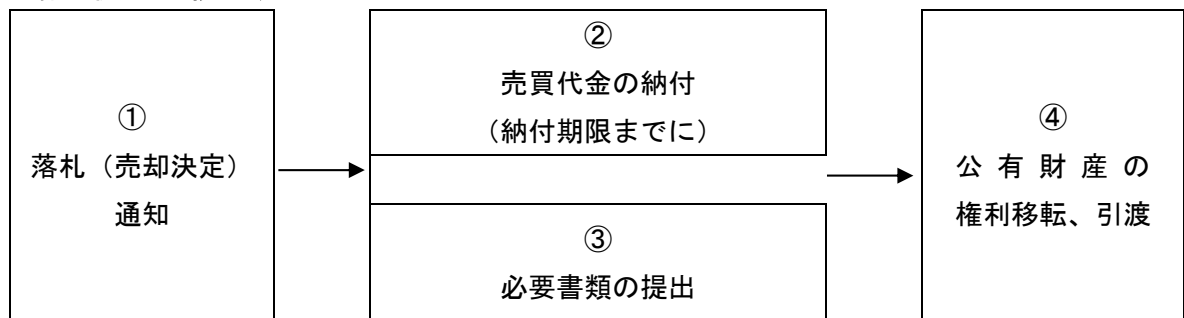 ①
落札（売却決定）
通知
②
売買代金の納付
（納付期限までに）
③
必要書類の提出
④
公有財産の
権利移転、引渡